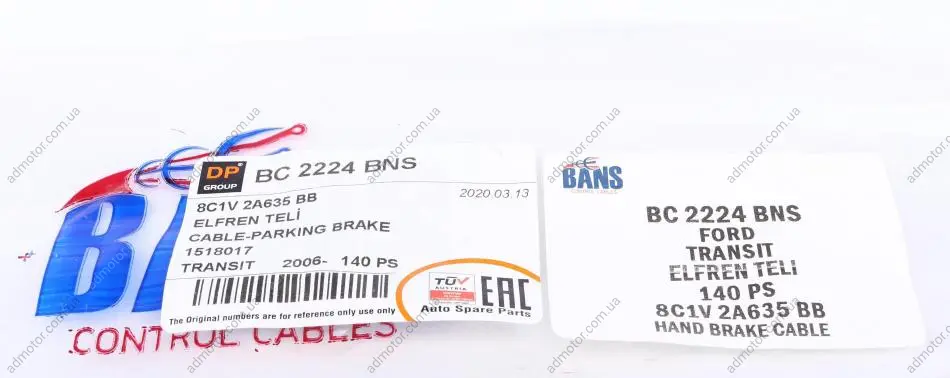 DP
GROUP
BC 2224 BNS
2020.03.13
8C1V 2A635 BB
ELFREN TELİ
CABLE-PARKING BRAKE
1518017
TRANSIT 2006- 140 PS
The Original numbers are for reference only use only
TÜV
AUSTRIA
EAC
Auto Spare Parts
CONTROL CABLES
BANS
CONTROL CABLES
BC 2224 BNS
FORD
TRANSIT
ELFREN TELİ
140 PS
8C1V 2A635 BB
HAND BRAKE CABLE
admotor.com.ua